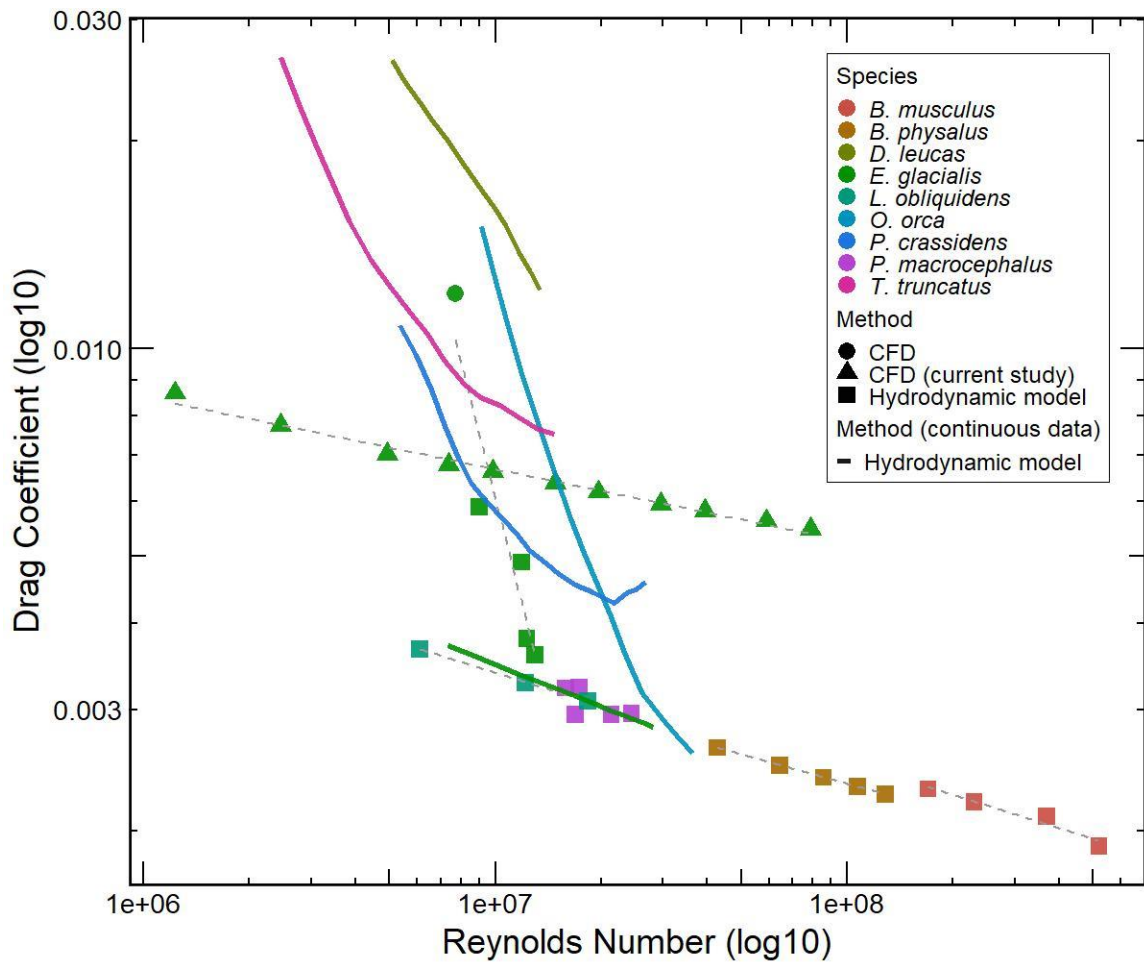 0.030
0.010
0.003
Drag Coefficient (log10)
1e+06
1e+07
1e+08
Reynolds Number (log10)
Species
B. musculus
B. physalus
D. leucas
E. glacialis
L. obliquidens
O. orca
P. crassidens
P. macrocephalus
T. truncatus
Method
CFD
CFD (current study)
Hydrodynamic model
Method (continuous data)
Hydrodynamic model